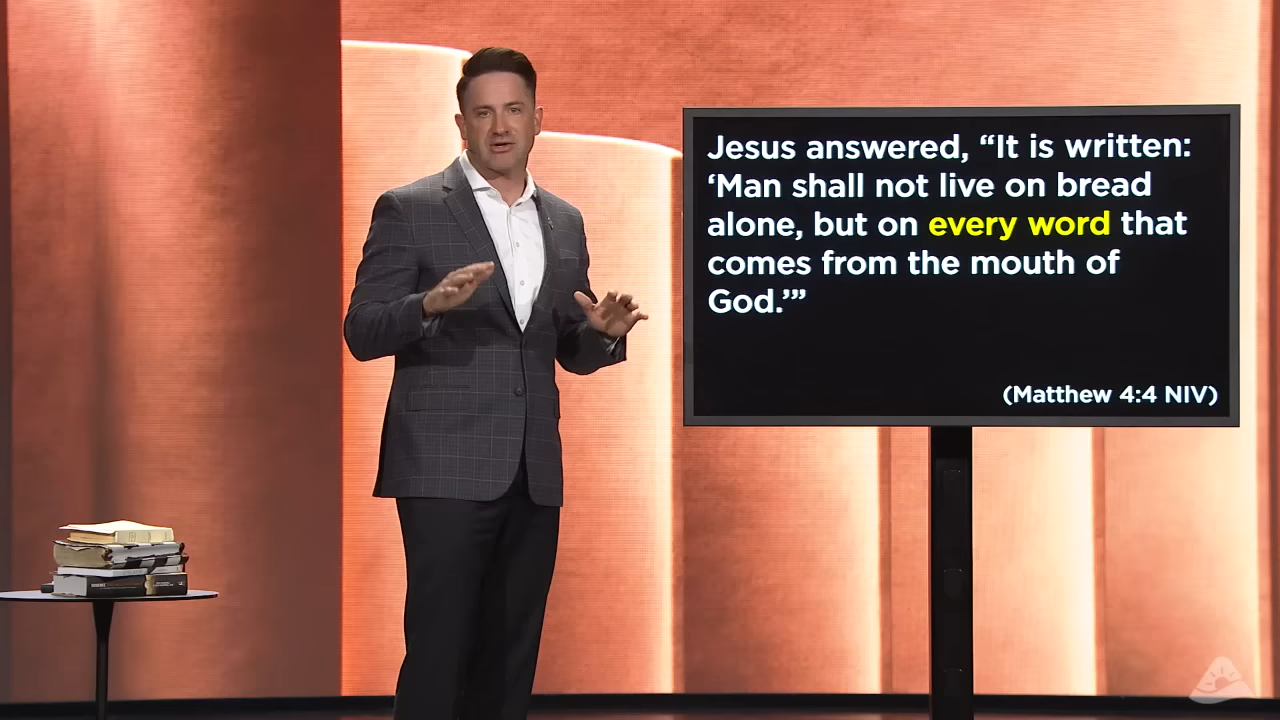 Jesus answered, “It is written:
‘Man shall not live on bread
alone, but on every word that
comes from the mouth of
God.’”
(Matthew 4:4 NIV)